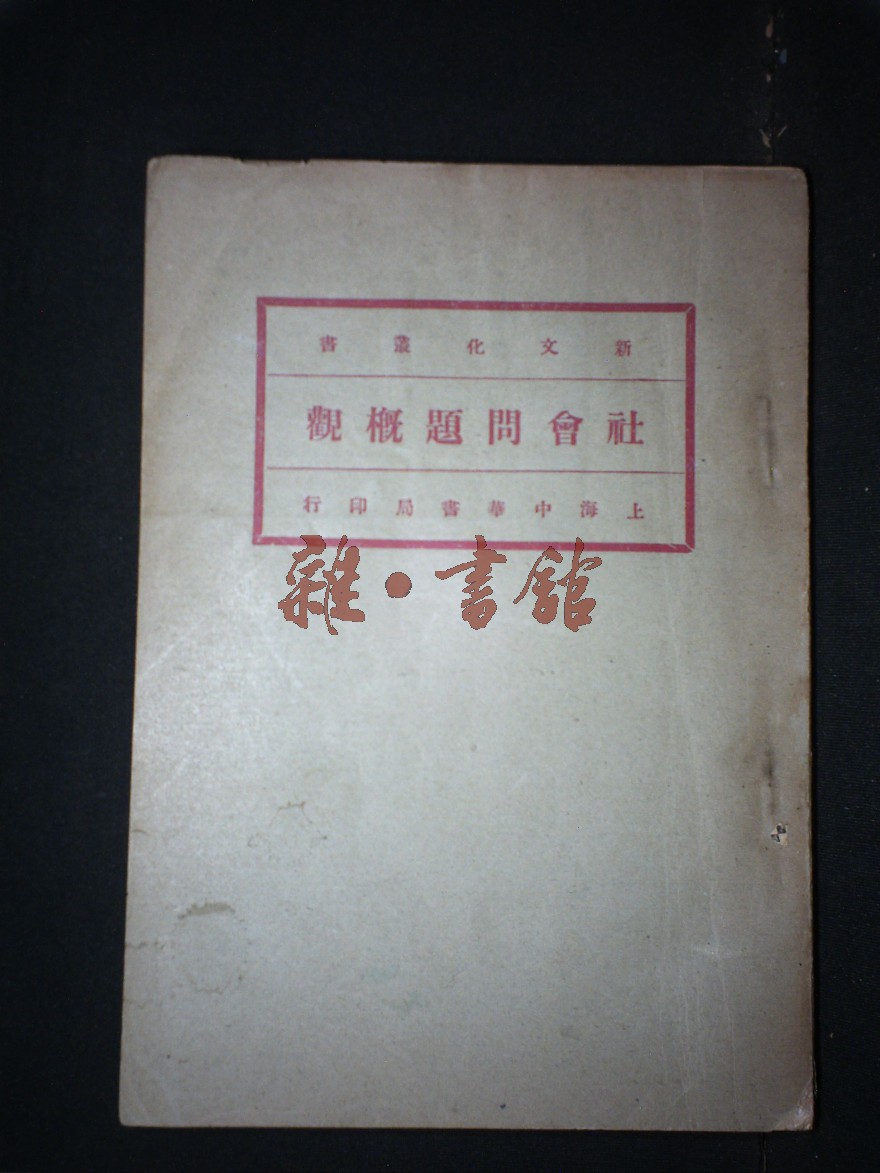 新文化叢書
社會問題概觀
上海中華書局印行
雜·書館